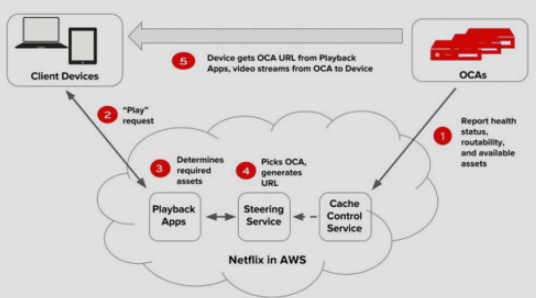 Client Devices
5
Device gets OCA URL from Playback
Apps, video streams from OCA to Device
OCAs
2
"Play"
request
1
Report health
status,
routability,
and available
assets
3
Determines
required
assets
4
Picks OCA,
generates
URL
Playback
Apps
Steering
Service
Cache
Control
Service
Netflix in AWS